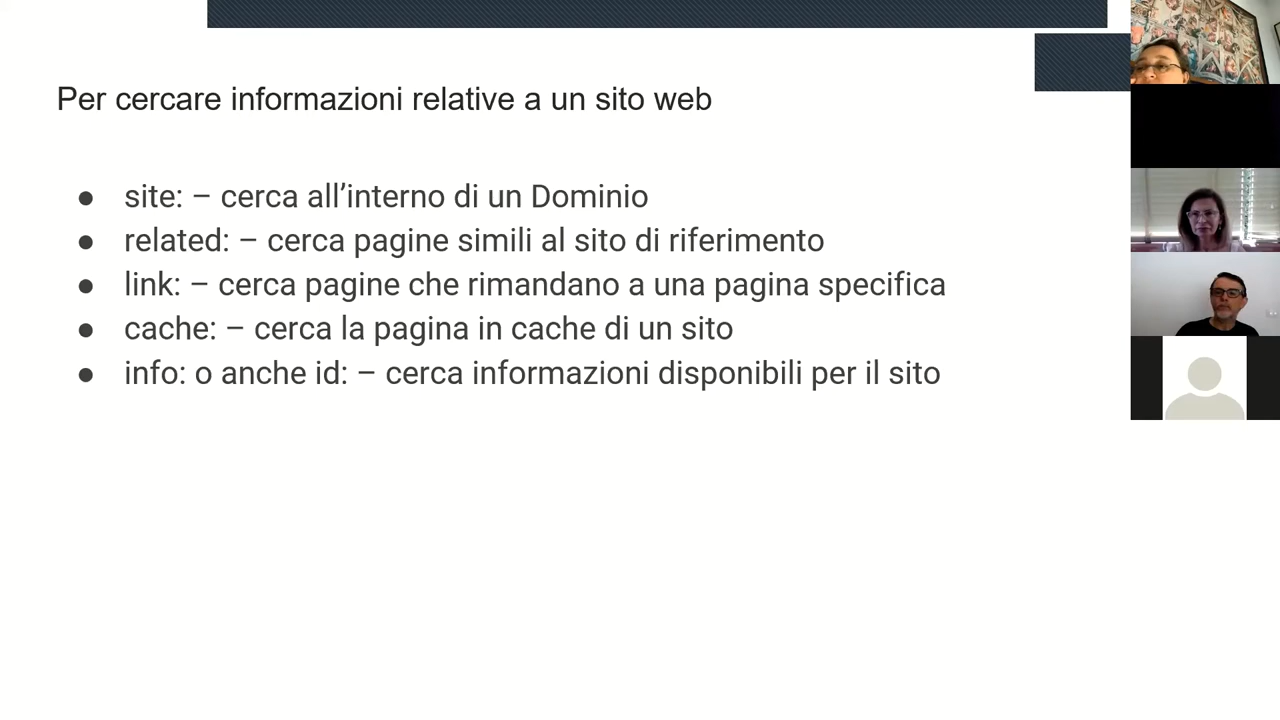 Per cercare informazioni relative a un sito web
● site: – cerca all’interno di un Dominio
● related: – cerca pagine simili al sito di riferimento
● link: – cerca pagine che rimandano a una pagina specifica
● cache: – cerca la pagina in cache di un sito
● info: o anche id: – cerca informazioni disponibili per il sito